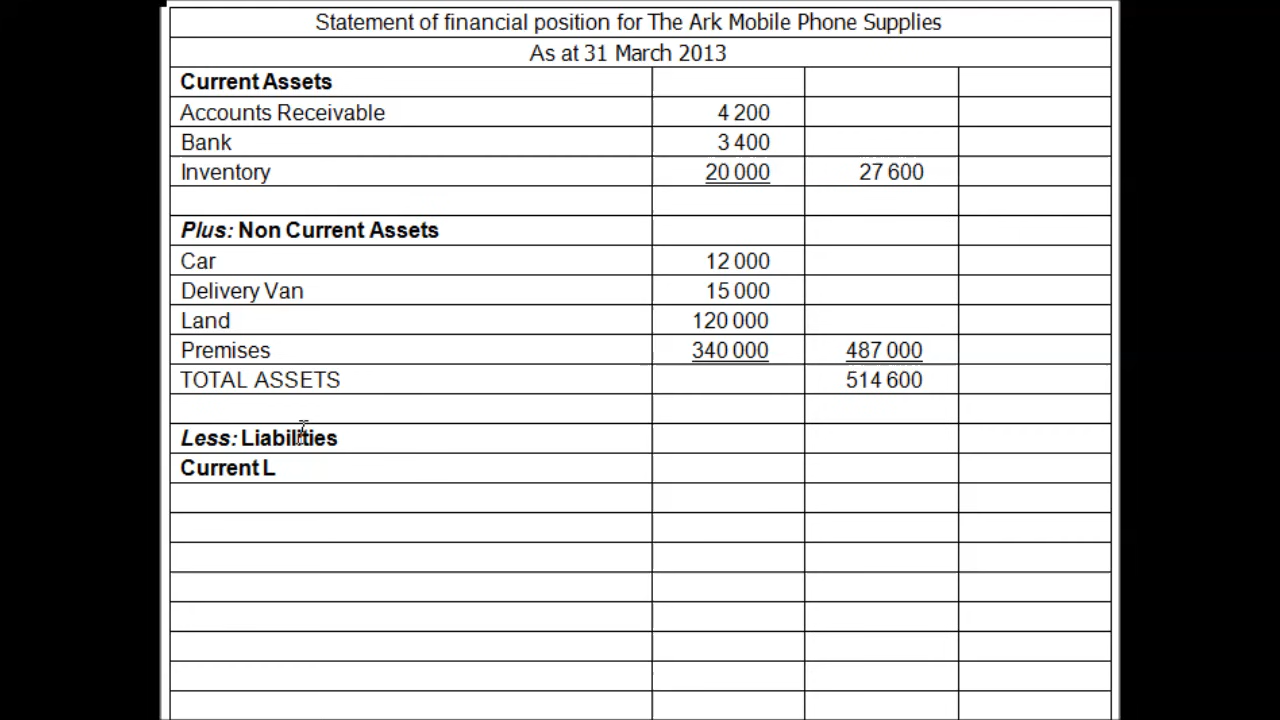 Statement of financial position for The Ark Mobile Phone Supplies
As at 31 March 2013
Current Assets
Accounts Receivable 4 200
Bank 3 400
Inventory 20 000 27 600
Plus: Non Current Assets
Car 12 000
Delivery Van 15 000
Land 120 000
Premises 340 000 487 000
TOTAL ASSETS 514 600
Less: Liabilities
Current L